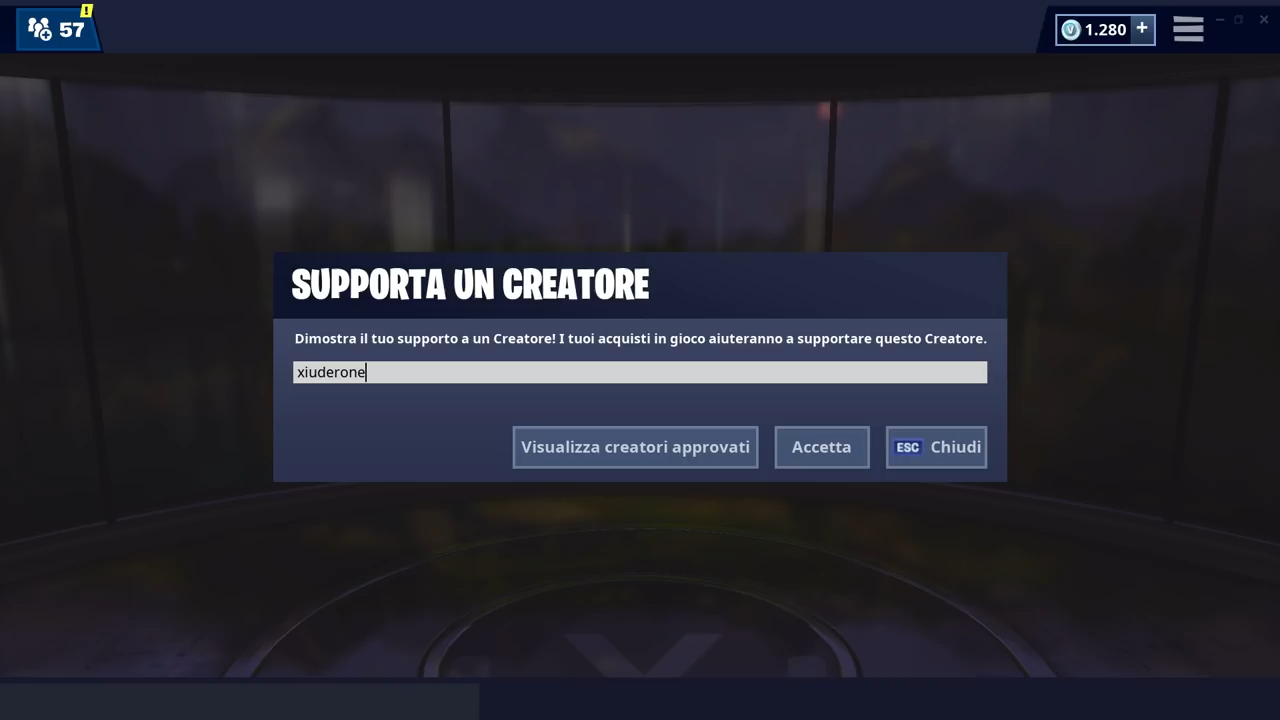 !
57
1.280 +
SUPPORTA UN CREATORE
Dimostra il tuo supporto a un Creatore! I tuoi acquisti in gioco aiuteranno a supportare questo Creatore.
xiuderone
Visualizza creatori approvati
Accetta
ESC Chiudi